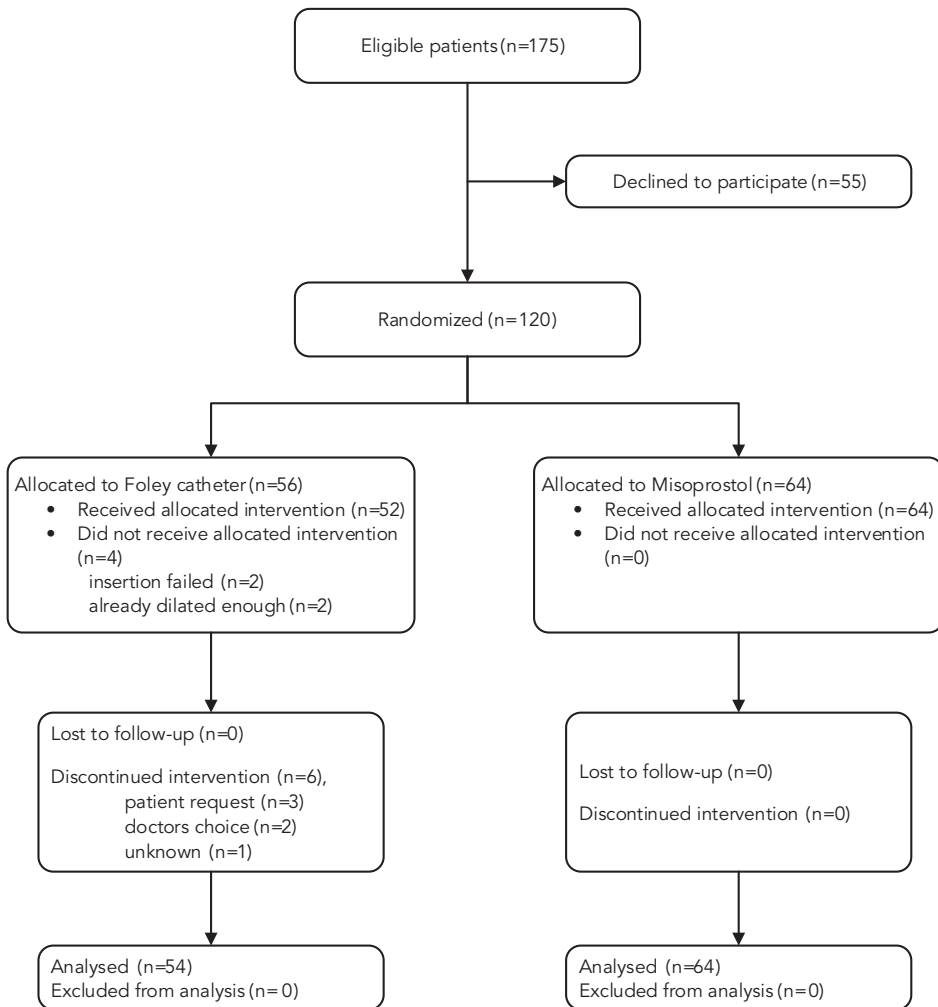 Eligible patients (n=175)
Declined to participate (n=55)
Randomized (n=120)
Allocated to Foley catheter (n=56)
• Received allocated intervention (n=52)
• Did not receive allocated intervention
(n=4)
insertion failed (n=2)
already dilated enough (n=2)
Allocated to Misoprostol (n=64)
• Received allocated intervention (n=64)
• Did not receive allocated intervention
(n=0)
Lost to follow-up (n=0)
Discontinued intervention (n=6),
patient request (n=3)
doctors choice (n=2)
unknown (n=1)
Lost to follow-up (n=0)
Discontinued intervention (n=0)
Analysed (n=54)
Excluded from analysis (n= 0)
Analysed (n=64)
Excluded from analysis (n=0)